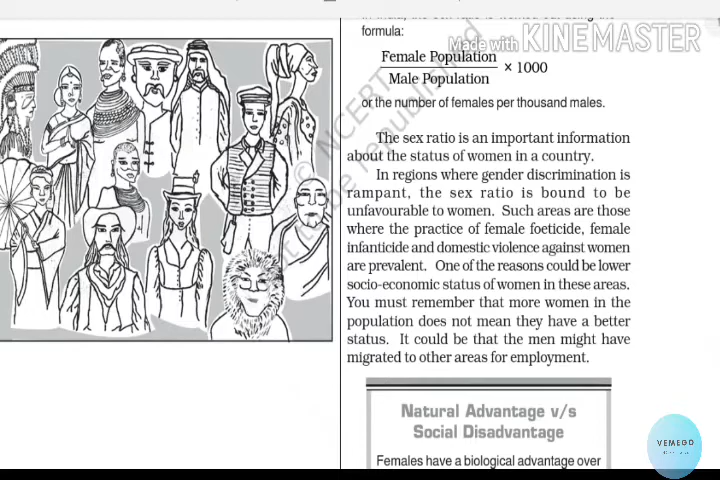 formula:
Made with KINEMASTER
Female Population
Male Population
× 1000
or the number of females per thousand males.
The sex ratio is an important information
about the status of women in a country.
In regions where gender discrimination is
rampant, the sex ratio is bound to be
unfavourable to women. Such areas are those
where the practice of female foeticide, female
infanticide and domestic violence against women
are prevalent. One of the reasons could be lower
socio-economic status of women in these areas.
You must remember that more women in the
population does not mean they have a better
status. It could be that the men might have
migrated to other areas for employment.
Natural Advantage v/s
Social Disadvantage
Females have a biological advantage over
VEMEGD
© NCERT